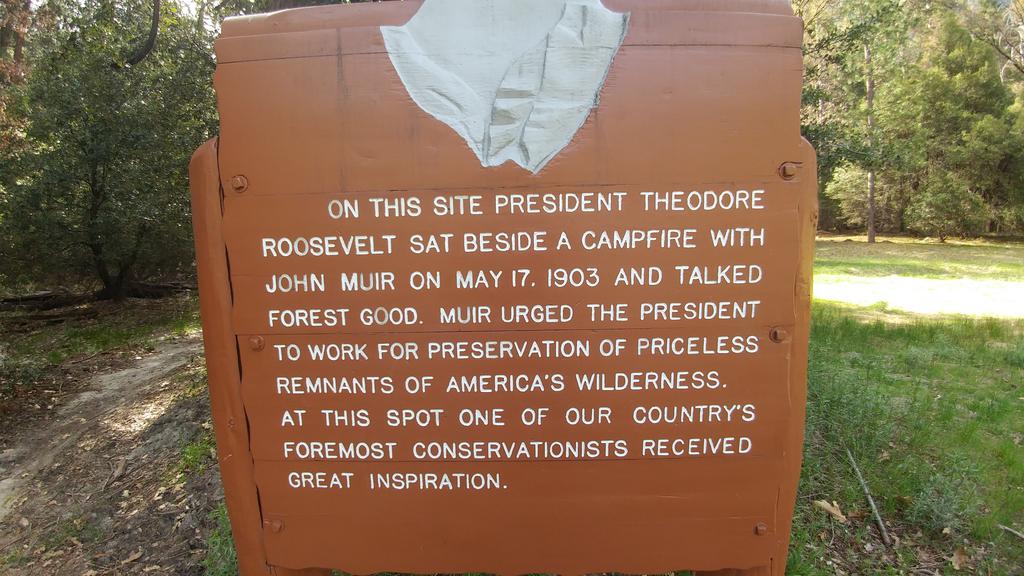 ON THIS SITE PRESIDENT THEODORE
ROOSEVELT SAT BESIDE A CAMPFIRE WITH
JOHN MUIR ON MAY 17, 1903 AND TALKED
FOREST GOOD. MUIR URGED THE PRESIDENT
TO WORK FOR PRESERVATION OF PRICELESS
REMNANTS OF AMERICA'S WILDERNESS.
AT THIS SPOT ONE OF OUR COUNTRY'S
FOREMOST CONSERVATIONISTS RECEIVED
GREAT INSPIRATION.